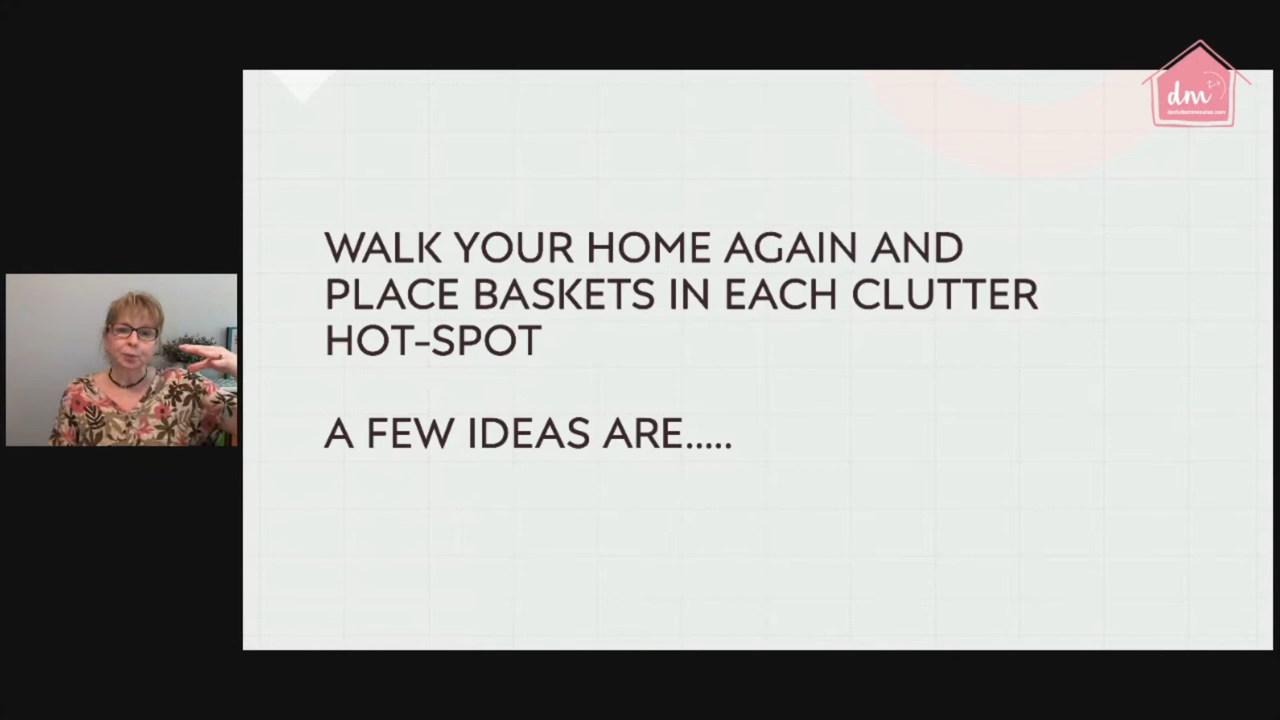 dm
WALK YOUR HOME AGAIN AND
PLACE BASKETS IN EACH CLUTTER
HOT-SPOT
A FEW IDEAS ARE.....